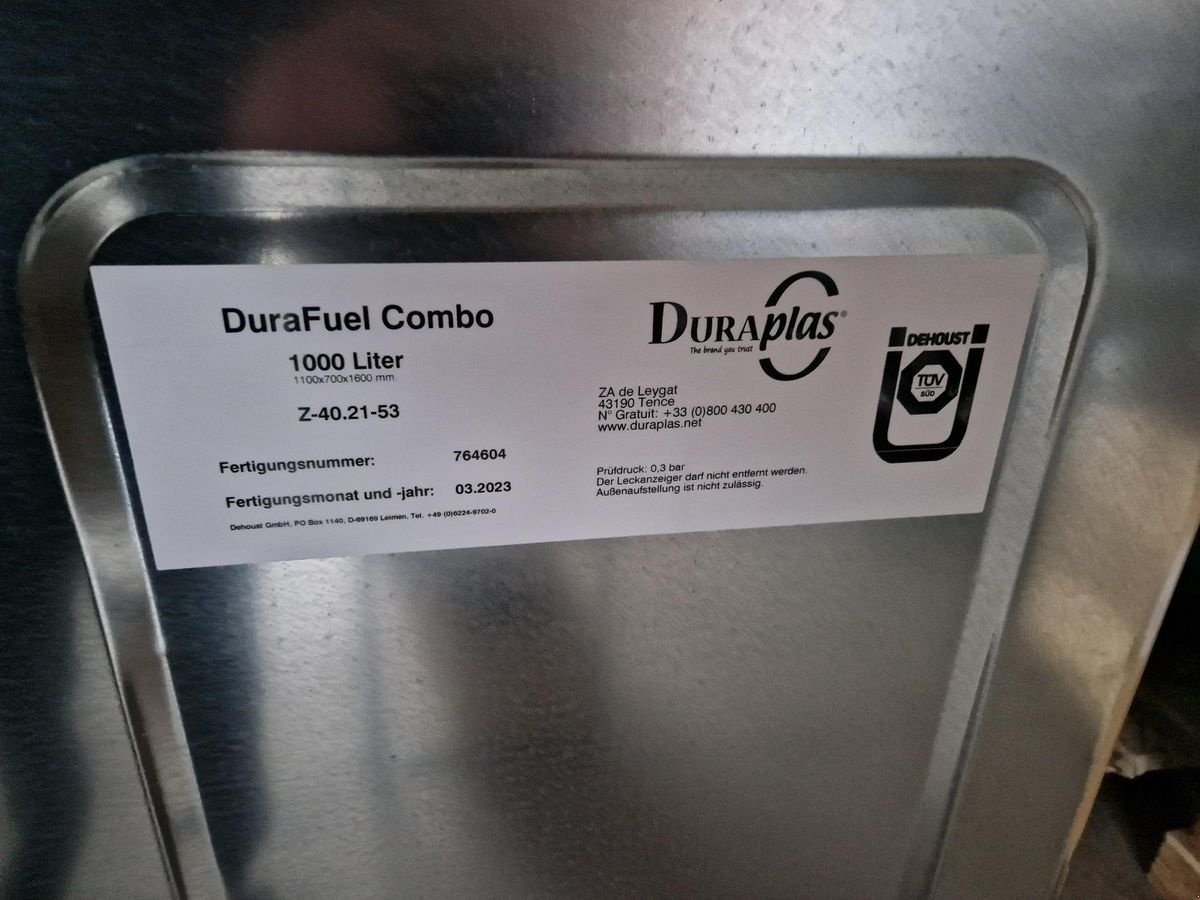 DuraFuel Combo
1000 Liter
1100x700x1600 mm
Z-40.21-53
Fertigungsnummer: 764604
Fertigungsmonat und -jahr: 03.2023
Dehoust GmbH, PO Box 1140, D-69169 Leimen, Tel. +49 (0)6224-9702-0
DURAplas®
The brand you trust
ZA de Leygat
43190 Tence
N° Gratuit: +33 (0)800 430 400
www.duraplas.net
Prüfdruck: 0,3 bar
Der Leckanzeiger darf nicht entfernt werden.
Außenaufstellung ist nicht zulässig.
DEHOUST
TÜV
SÜD